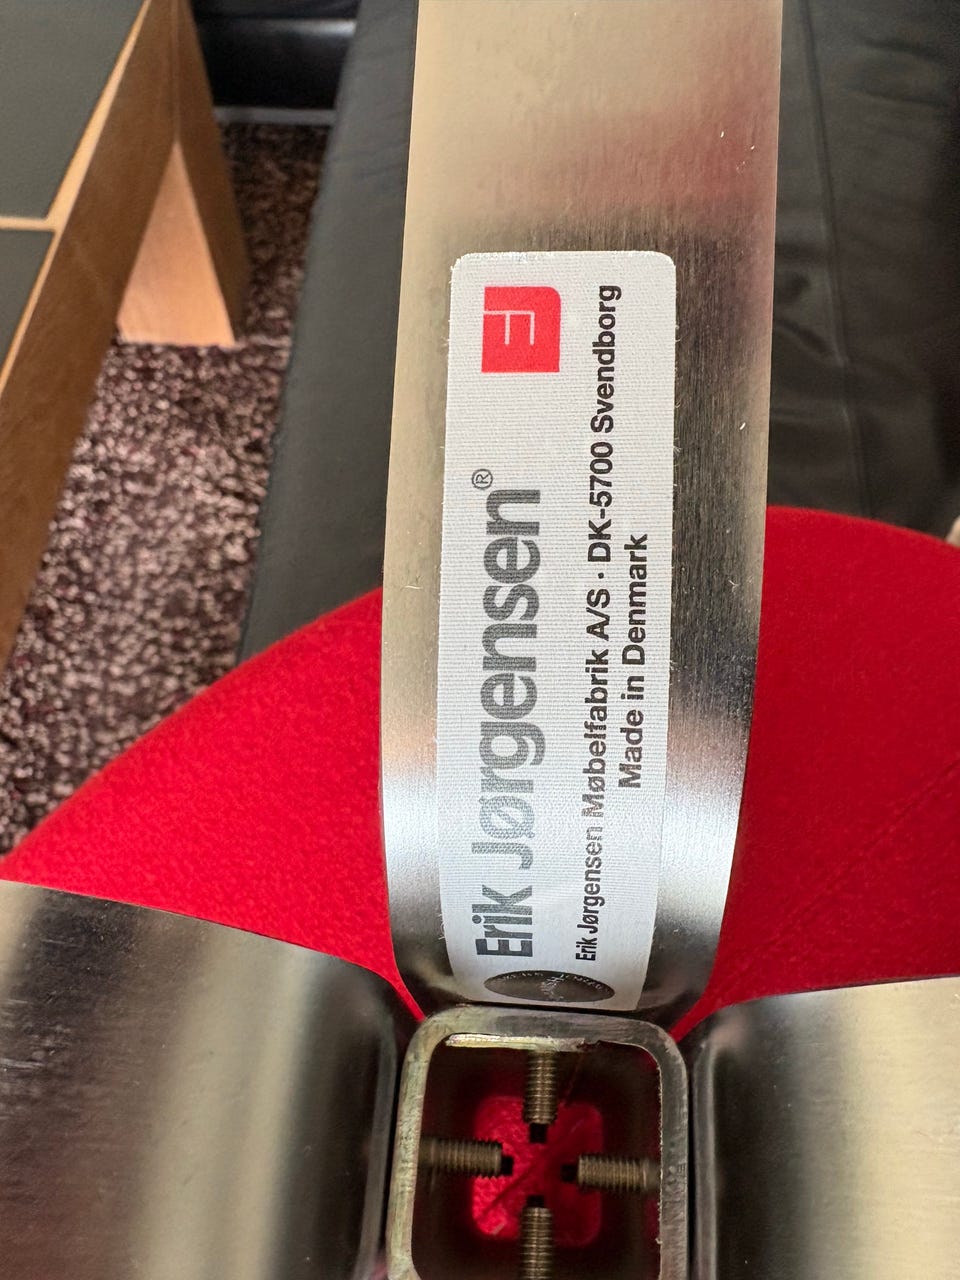 Erik Jørgensen®
Erik Jørgensen Møbelfabrik A/S · DK-5700 Svendborg
Made in Denmark